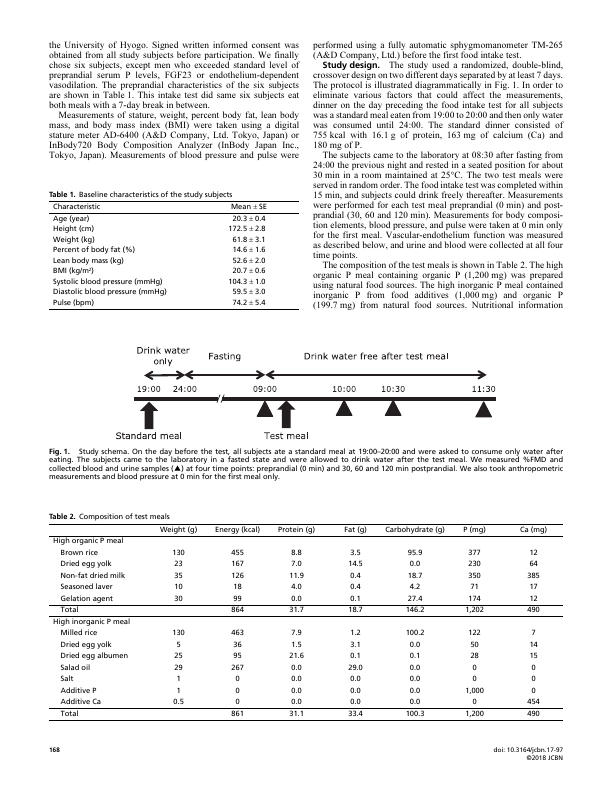 the University of Hyogo. Signed written informed consent was
obtained from all study subjects before participation. We finally
chose six subjects, except men who exceeded standard level of
preprandial serum P levels, FGF23 or endothelium-dependent
vasodilation. The preprandial characteristics of the six subjects
are shown in Table 1. This intake test did same six subjects eat
both meals with a 7-day break in between.
Measurements of stature, weight, percent body fat, lean body
mass, and body mass index (BMI) were taken using a digital
stature meter AD-6400 (A&D Company, Ltd. Tokyo, Japan) or
InBody720 Body Composition Analyzer (InBody Japan Inc.,
Tokyo, Japan). Measurements of blood pressure and pulse were
Table 1. Baseline characteristics of the study subjects
Characteristic Mean ± SE
Age (year) 20.3 ± 0.4
Height (cm) 172.5 ± 2.8
Weight (kg) 61.8 ± 3.1
Percent of body fat (%) 14.6 ± 1.6
Lean body mass (kg) 52.6 ± 2.0
BMI (kg/m²) 20.7 ± 0.6
Systolic blood pressure (mmHg) 104.3 ± 1.0
Diastolic blood pressure (mmHg) 59.5 ± 3.0
Pulse (bpm) 74.2 ± 5.4
performed using a fully automatic sphygmomanometer TM-265
(A&D Company, Ltd.) before the first food intake test.
Study design. The study used a randomized, double-blind,
crossover design on two different days separated by at least 7 days.
The protocol is illustrated diagrammatically in Fig. 1. In order to
eliminate various factors that could affect the measurements,
dinner on the day preceding the food intake test for all subjects
was a standard meal eaten from 19:00 to 20:00 and then only water
was consumed until 24:00. The standard dinner consisted of
755 kcal with 16.1 g of protein, 163 mg of calcium (Ca) and
180 mg of P.
The subjects came to the laboratory at 08:30 after fasting from
24:00 the previous night and rested in a seated position for about
30 min in a room maintained at 25°C. The two test meals were
served in random order. The food intake test was completed within
15 min, and subjects could drink freely thereafter. Measurements
were performed for each test meal preprandial (0 min) and post-
prandial (30, 60 and 120 min). Measurements for body composi-
tion elements, blood pressure, and pulse were taken at 0 min only
for the first meal. Vascular-endothelium function was measured
as described below, and urine and blood were collected at all four
time points.
The composition of the test meals is shown in Table 2. The high
organic P meal containing organic P (1,200 mg) was prepared
using natural food sources. The high inorganic P meal contained
inorganic P from food additives (1,000 mg) and organic P
(199.7 mg) from natural food sources. Nutritional information
Drink water
only
Fasting
Drink water free after test meal
19:00 24:00 09:00 10:00 10:30 11:30
Standard meal Test meal
Fig. 1. Study schema. On the day before the test, all subjects ate a standard meal at 19:00–20:00 and were asked to consume only water after
eating. The subjects came to the laboratory in a fasted state and were allowed to drink water after the test meal. We measured %FMD and
collected blood and urine samples (▲) at four time points: preprandial (0 min) and 30, 60 and 120 min postprandial. We also took anthropometric
measurements and blood pressure at 0 min for the first meal only.
Table 2. Composition of test meals
Weight (g) Energy (kcal) Protein (g) Fat (g) Carbohydrate (g) P (mg) Ca (mg)
High organic P meal
Brown rice 130 455 8.8 3.5 95.9 377 12
Dried egg yolk 23 167 7.0 14.5 0.0 230 64
Non-fat dried milk 35 126 11.9 0.4 18.7 350 385
Seasoned laver 10 18 4.0 0.4 4.2 71 17
Gelation agent 30 99 0.0 0.1 27.4 174 12
Total 864 31.7 18.7 146.2 1,202 490
High inorganic P meal
Milled rice 130 463 7.9 1.2 100.2 122 7
Dried egg yolk 5 36 1.5 3.1 0.0 50 14
Dried egg albumen 25 95 21.6 0.1 0.1 28 15
Salad oil 29 267 0.0 29.0 0.0 0 0
Salt 1 0 0.0 0.0 0.0 0 0
Additive P 1 0 0.0 0.0 0.0 1,000 0
Additive Ca 0.5 0 0.0 0.0 0.0 0 454
Total 861 31.1 33.4 100.3 1,200 490
168
doi: 10.3164/jcbn.17-97
©2018 JCBN